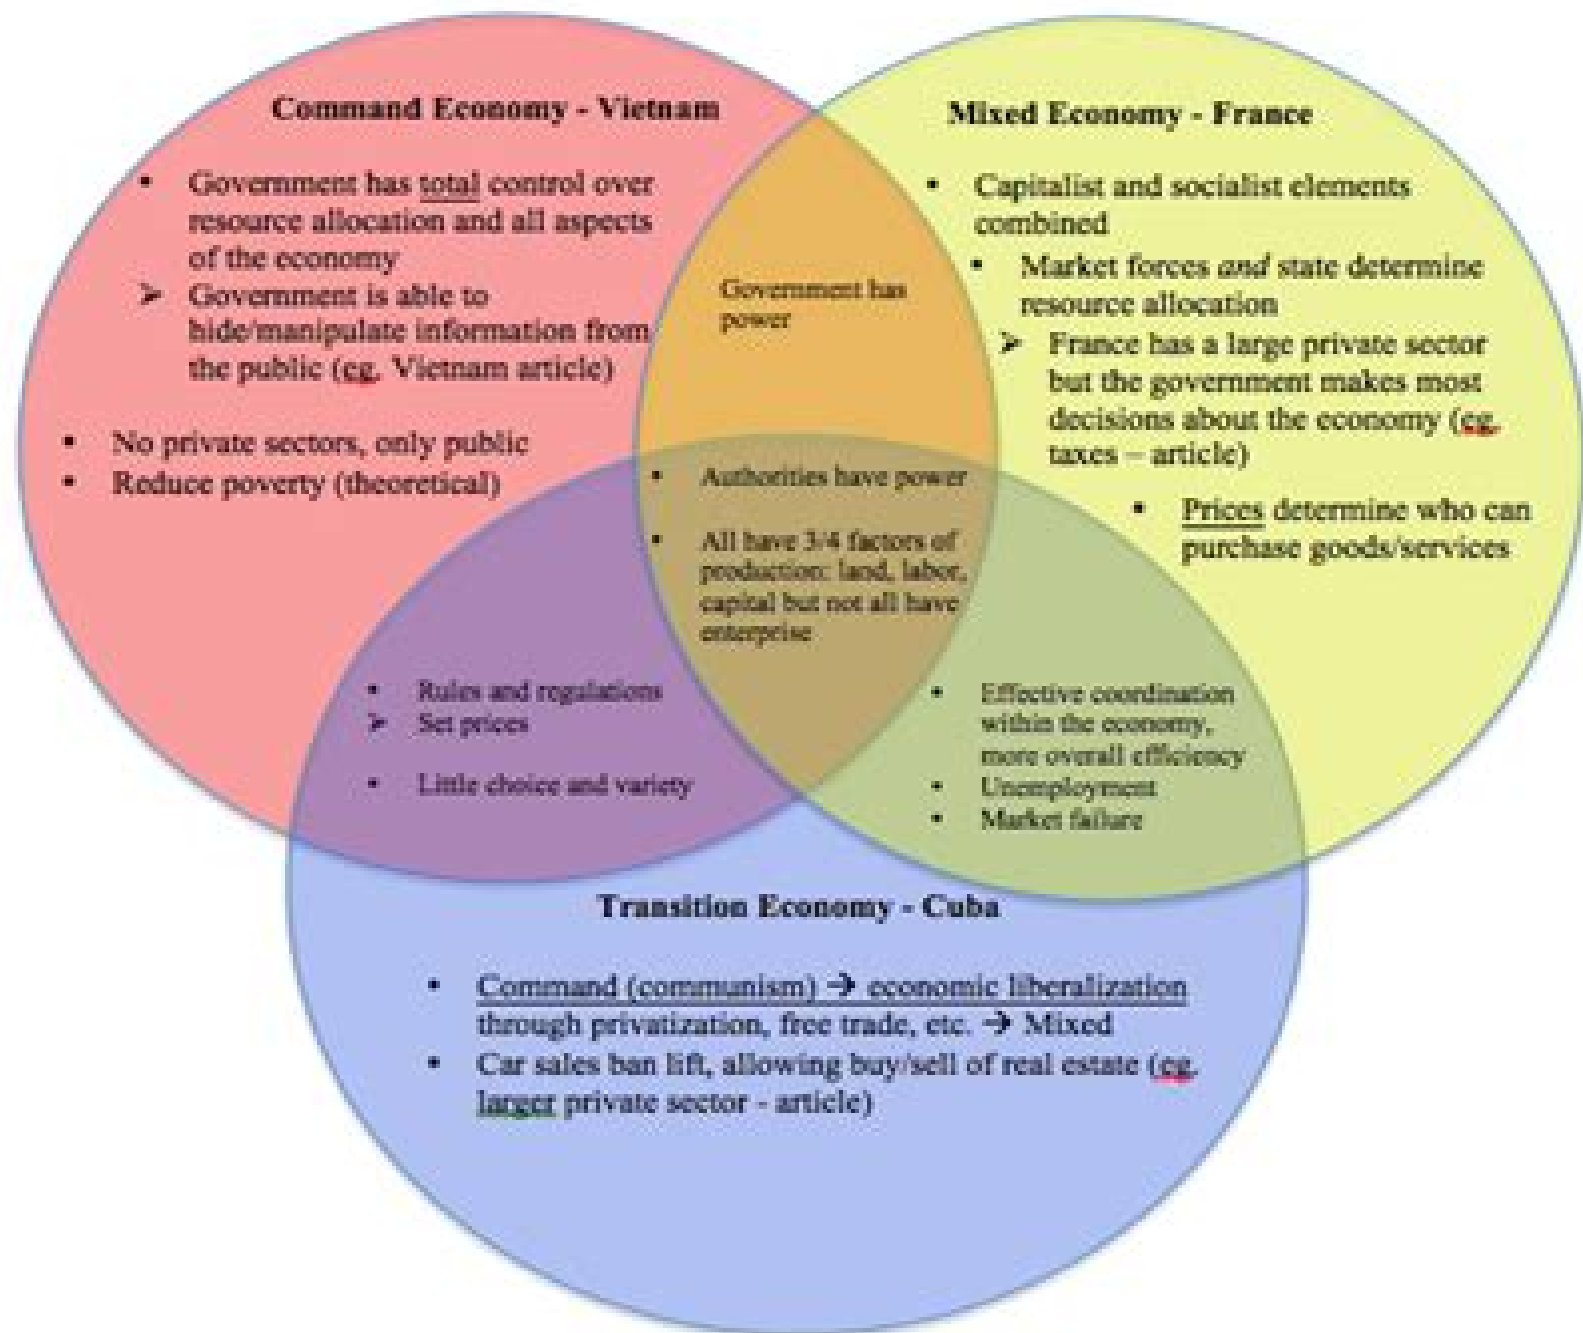 Command Economy - Vietnam
• Government has total control over
resource allocation and all aspects
of the economy
➢ Government is able to
hide/manipulate information from
the public (eg. Vietnam article)
• No private sectors, only public
• Reduce poverty (theoretical)
Mixed Economy - France
• Capitalist and socialist elements
combined
• Market forces and state determine
resource allocation
➢ France has a large private sector
but the government makes most
decisions about the economy (eg.
taxes – article)
• Prices determine who can
purchase goods/services
Government has
power
• Authorities have power
• All have 3/4 factors of
production: land, labor,
capital but not all have
enterprise
• Rules and regulations
➢ Set prices
• Little choice and variety
• Effective coordination
within the economy,
more overall efficiency
• Unemployment
• Market failure
Transition Economy - Cuba
• Command (communism) → economic liberalization
through privatization, free trade, etc. → Mixed
• Car sales ban lift, allowing buy/sell of real estate (eg.
larger private sector - article)